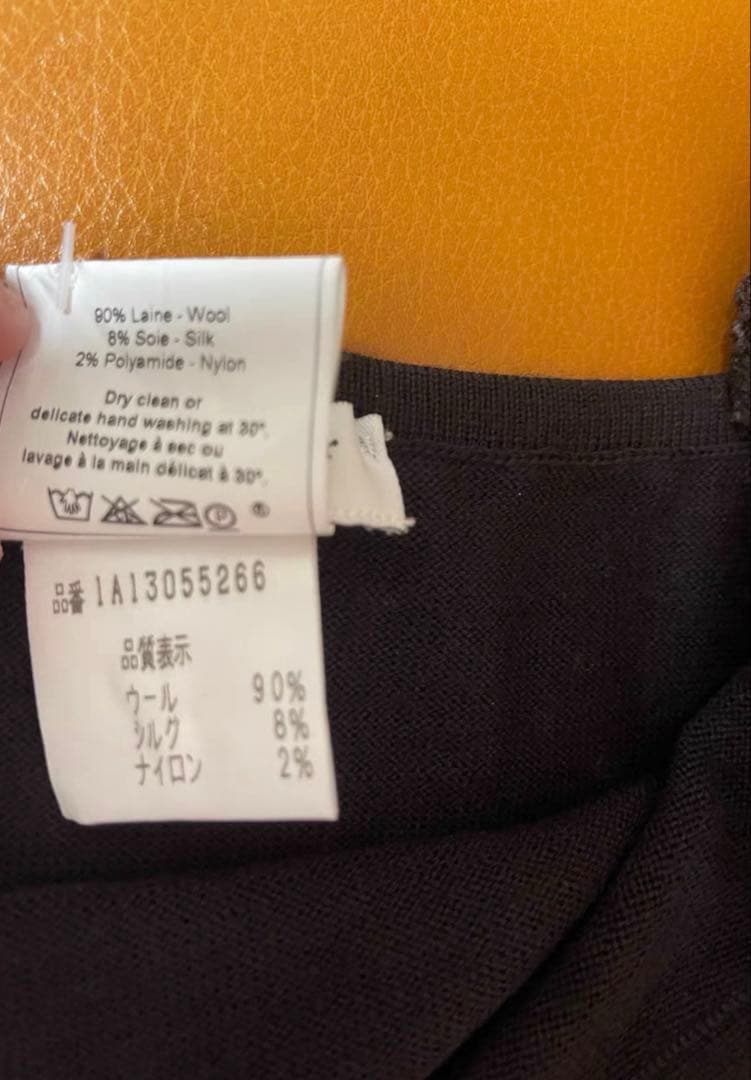 90% Laine - Wool
8% Soie - Silk
2% Polyamide - Nylon
Dry clean or
delicate hand washing at 30°.
Nettoyage à sec ou
lavage à la main délicat à 30°.
P
品番 1A13055266
品質表示
ウール 90%
シルク 8%
ナイロン 2%